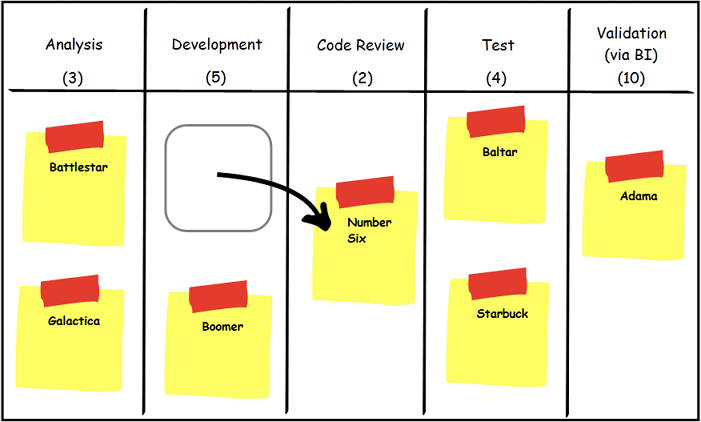 Analysis
(3)
Development
(5)
Code Review
(2)
Test
(4)
Validation
(via BI)
(10)
Battlestar
Galactica
Boomer
Number
Six
Baltar
Starbuck
Adama